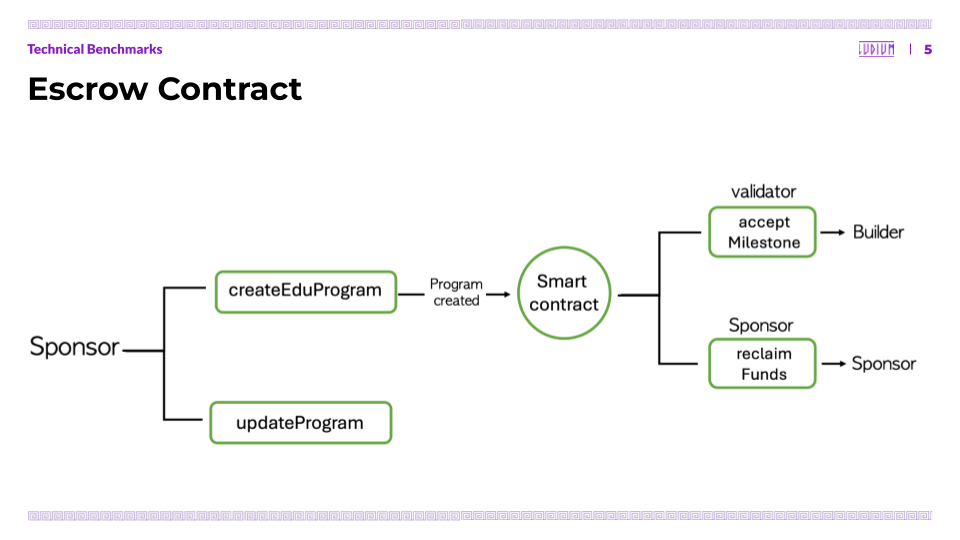 Technical Benchmarks
LUDIUM | 5
Escrow Contract
validator
accept
Milestone
Builder
createEduProgram
Program
created
Smart
contract
Sponsor
Sponsor
reclaim
Funds
Sponsor
updateProgram